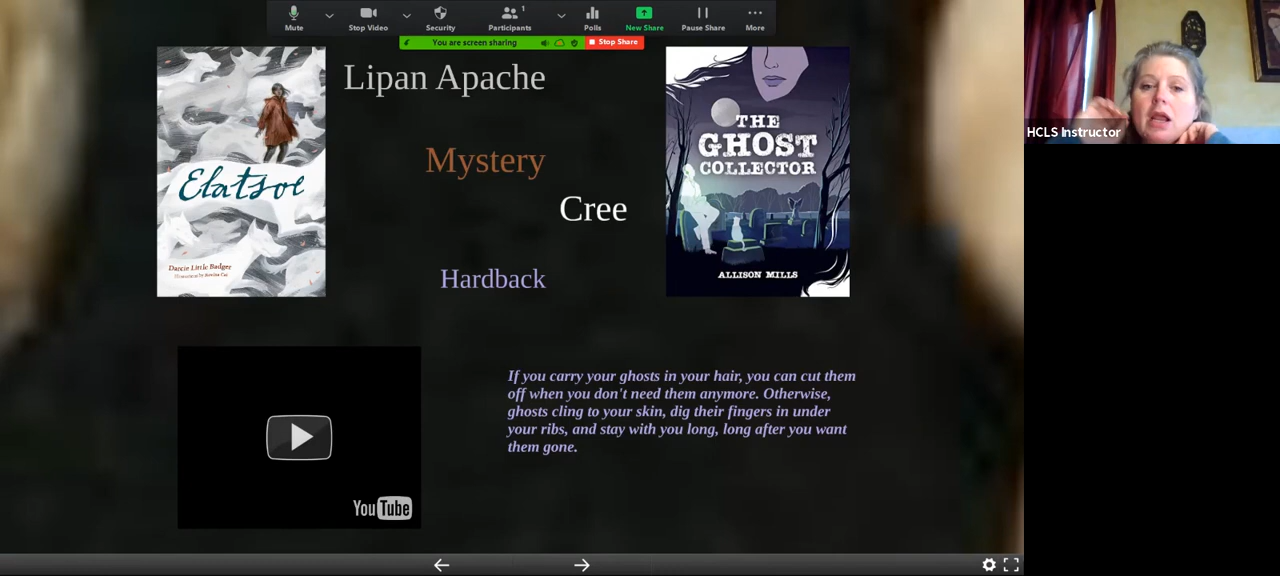 Mute
Stop Video
Security
Participants
1
Polls
New Share
Pause Share
More
You are screen sharing
Stop Share
HCLS Instructor
Lipan Apache
Mystery
Cree
Hardback
Elatsoe
Darcie Little Badger
THE
GHOST
COLLECTOR
ALLISON MILLS
YouTube
If you carry your ghosts in your hair, you can cut them
off when you don't need them anymore. Otherwise,
ghosts cling to your skin, dig their fingers in under
your ribs, and stay with you long, long after you want
them gone.